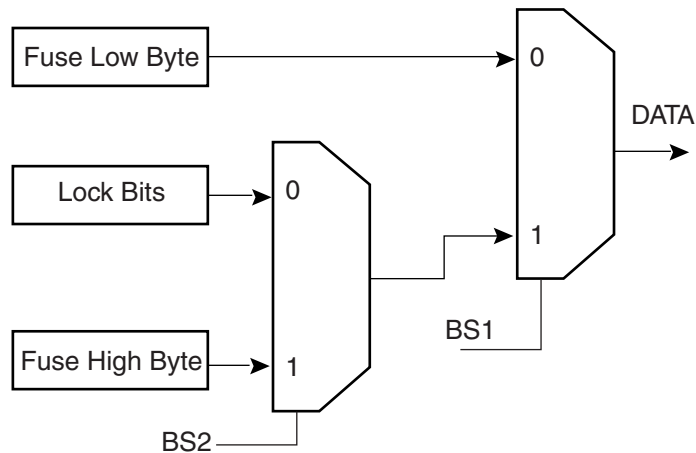 Fuse Low Byte
0
DATA
Lock Bits
0
1
BS1
Fuse High Byte
1
BS2